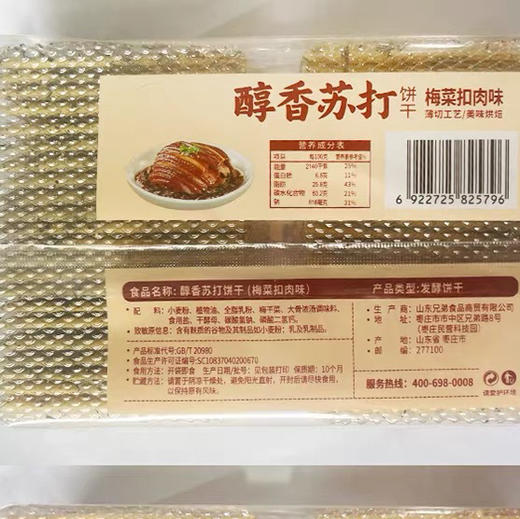 醇香苏打饼干
梅菜扣肉味
薄切工艺/美味烘焙
营养成分表
项目 每100克 营养素参考值%
能量 2140千焦 25%
蛋白质 6.8克 11%
脂肪 25.8克 43%
碳水化合物 63.2克 21%
钠 618毫克 31%
6 922725 825796
食品名称：醇香苏打饼干（梅菜扣肉味）
产品类型：发酵饼干
配 料：小麦粉、植物油、全脂乳粉、梅干菜、大骨浓汤调味料、
食用盐、干酵母、碳酸氢钠、磷酸二氢钙。
致敏原信息：含有麸质的谷物及其制品如小麦粉；乳及乳制品。
产品标准代号:GB/T 20980
食品生产许可证编号:SC10837040200670
食用方法：开袋即食 生产日期/批号：见包装打印 保质期：10个月
贮藏方法：请置于阴凉干燥处，避免阳光直射，开封后请尽快食用，
以保持原有风味。
生 产 商：山东兄弟食品商贸有限公司
地 址：枣庄市市中区兄弟路8号
（枣庄民营科技园）
产 地：山东省 枣庄市
邮 编：277100
服务热线：400-698-0008
请爱护环境